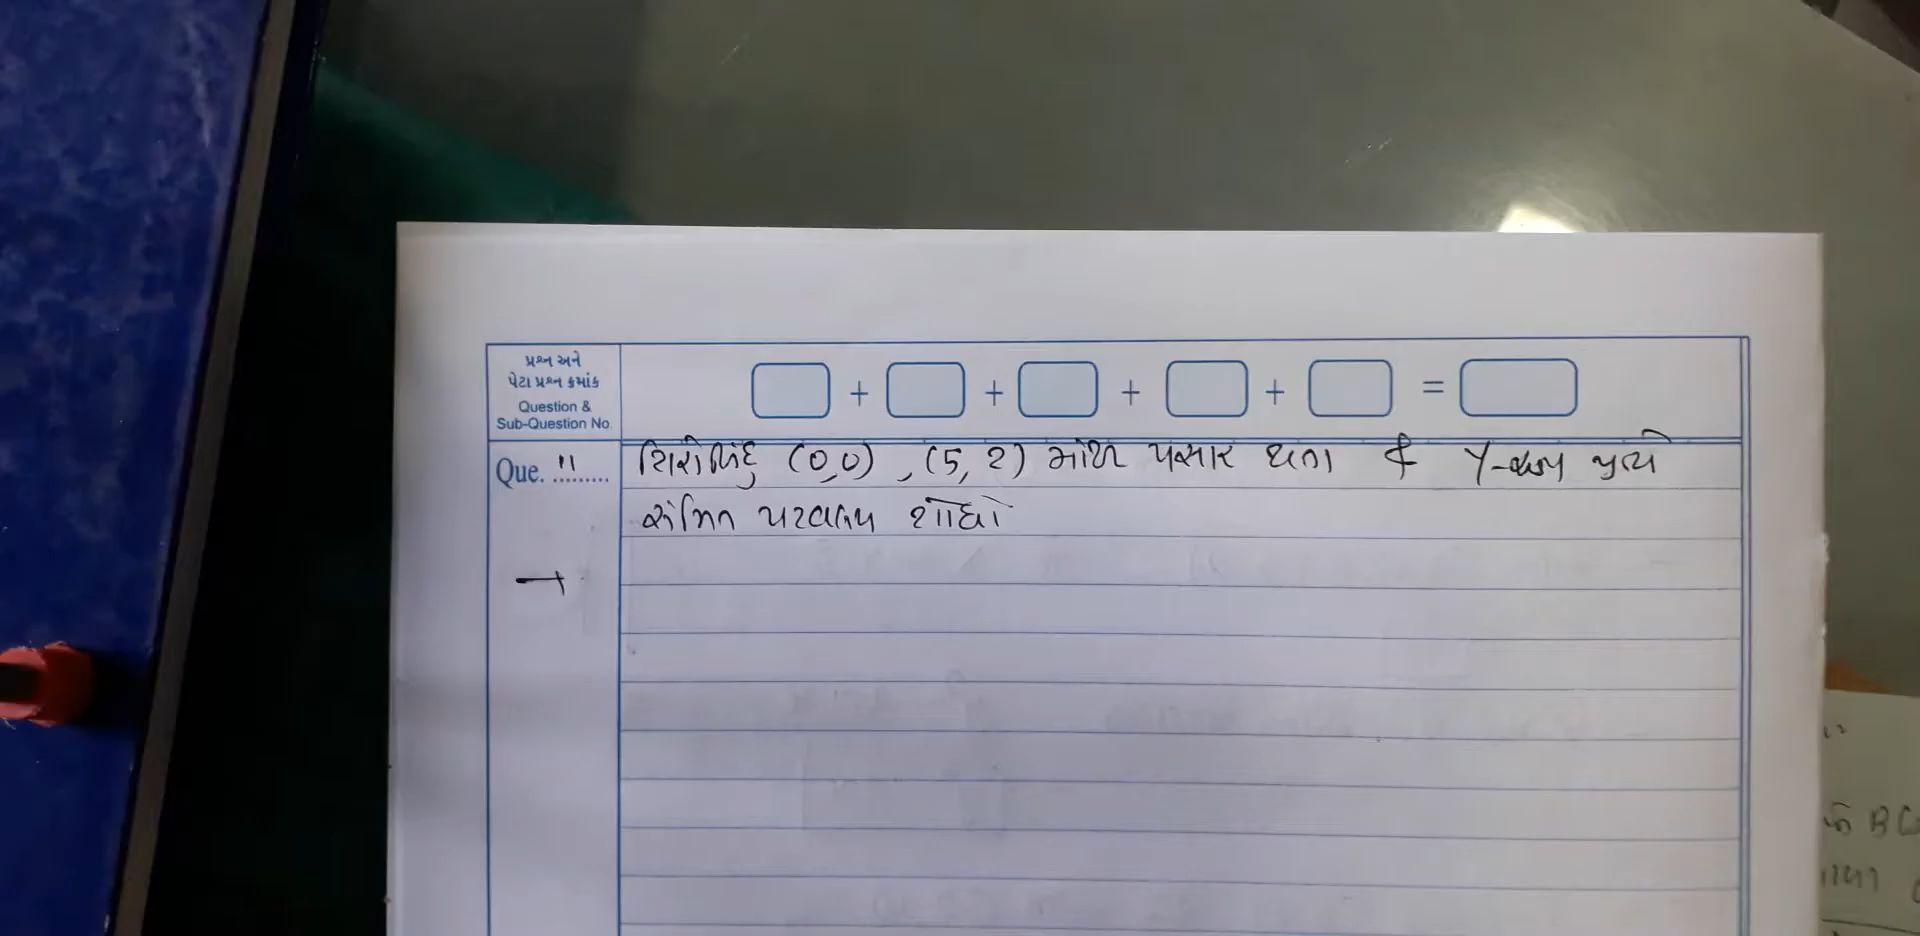 પ્રશ્ન અને
પેટા પ્રશ્ન ક્રમાંક
Question &
Sub-Question No.
+ + + + =
Que. 11
શિરોબિંદુ (0,0), (5,2) માંથી પસાર થતા ને Y-અક્ષ પ્રત્યે
સંમિત પરવલય શોધો
→
B C